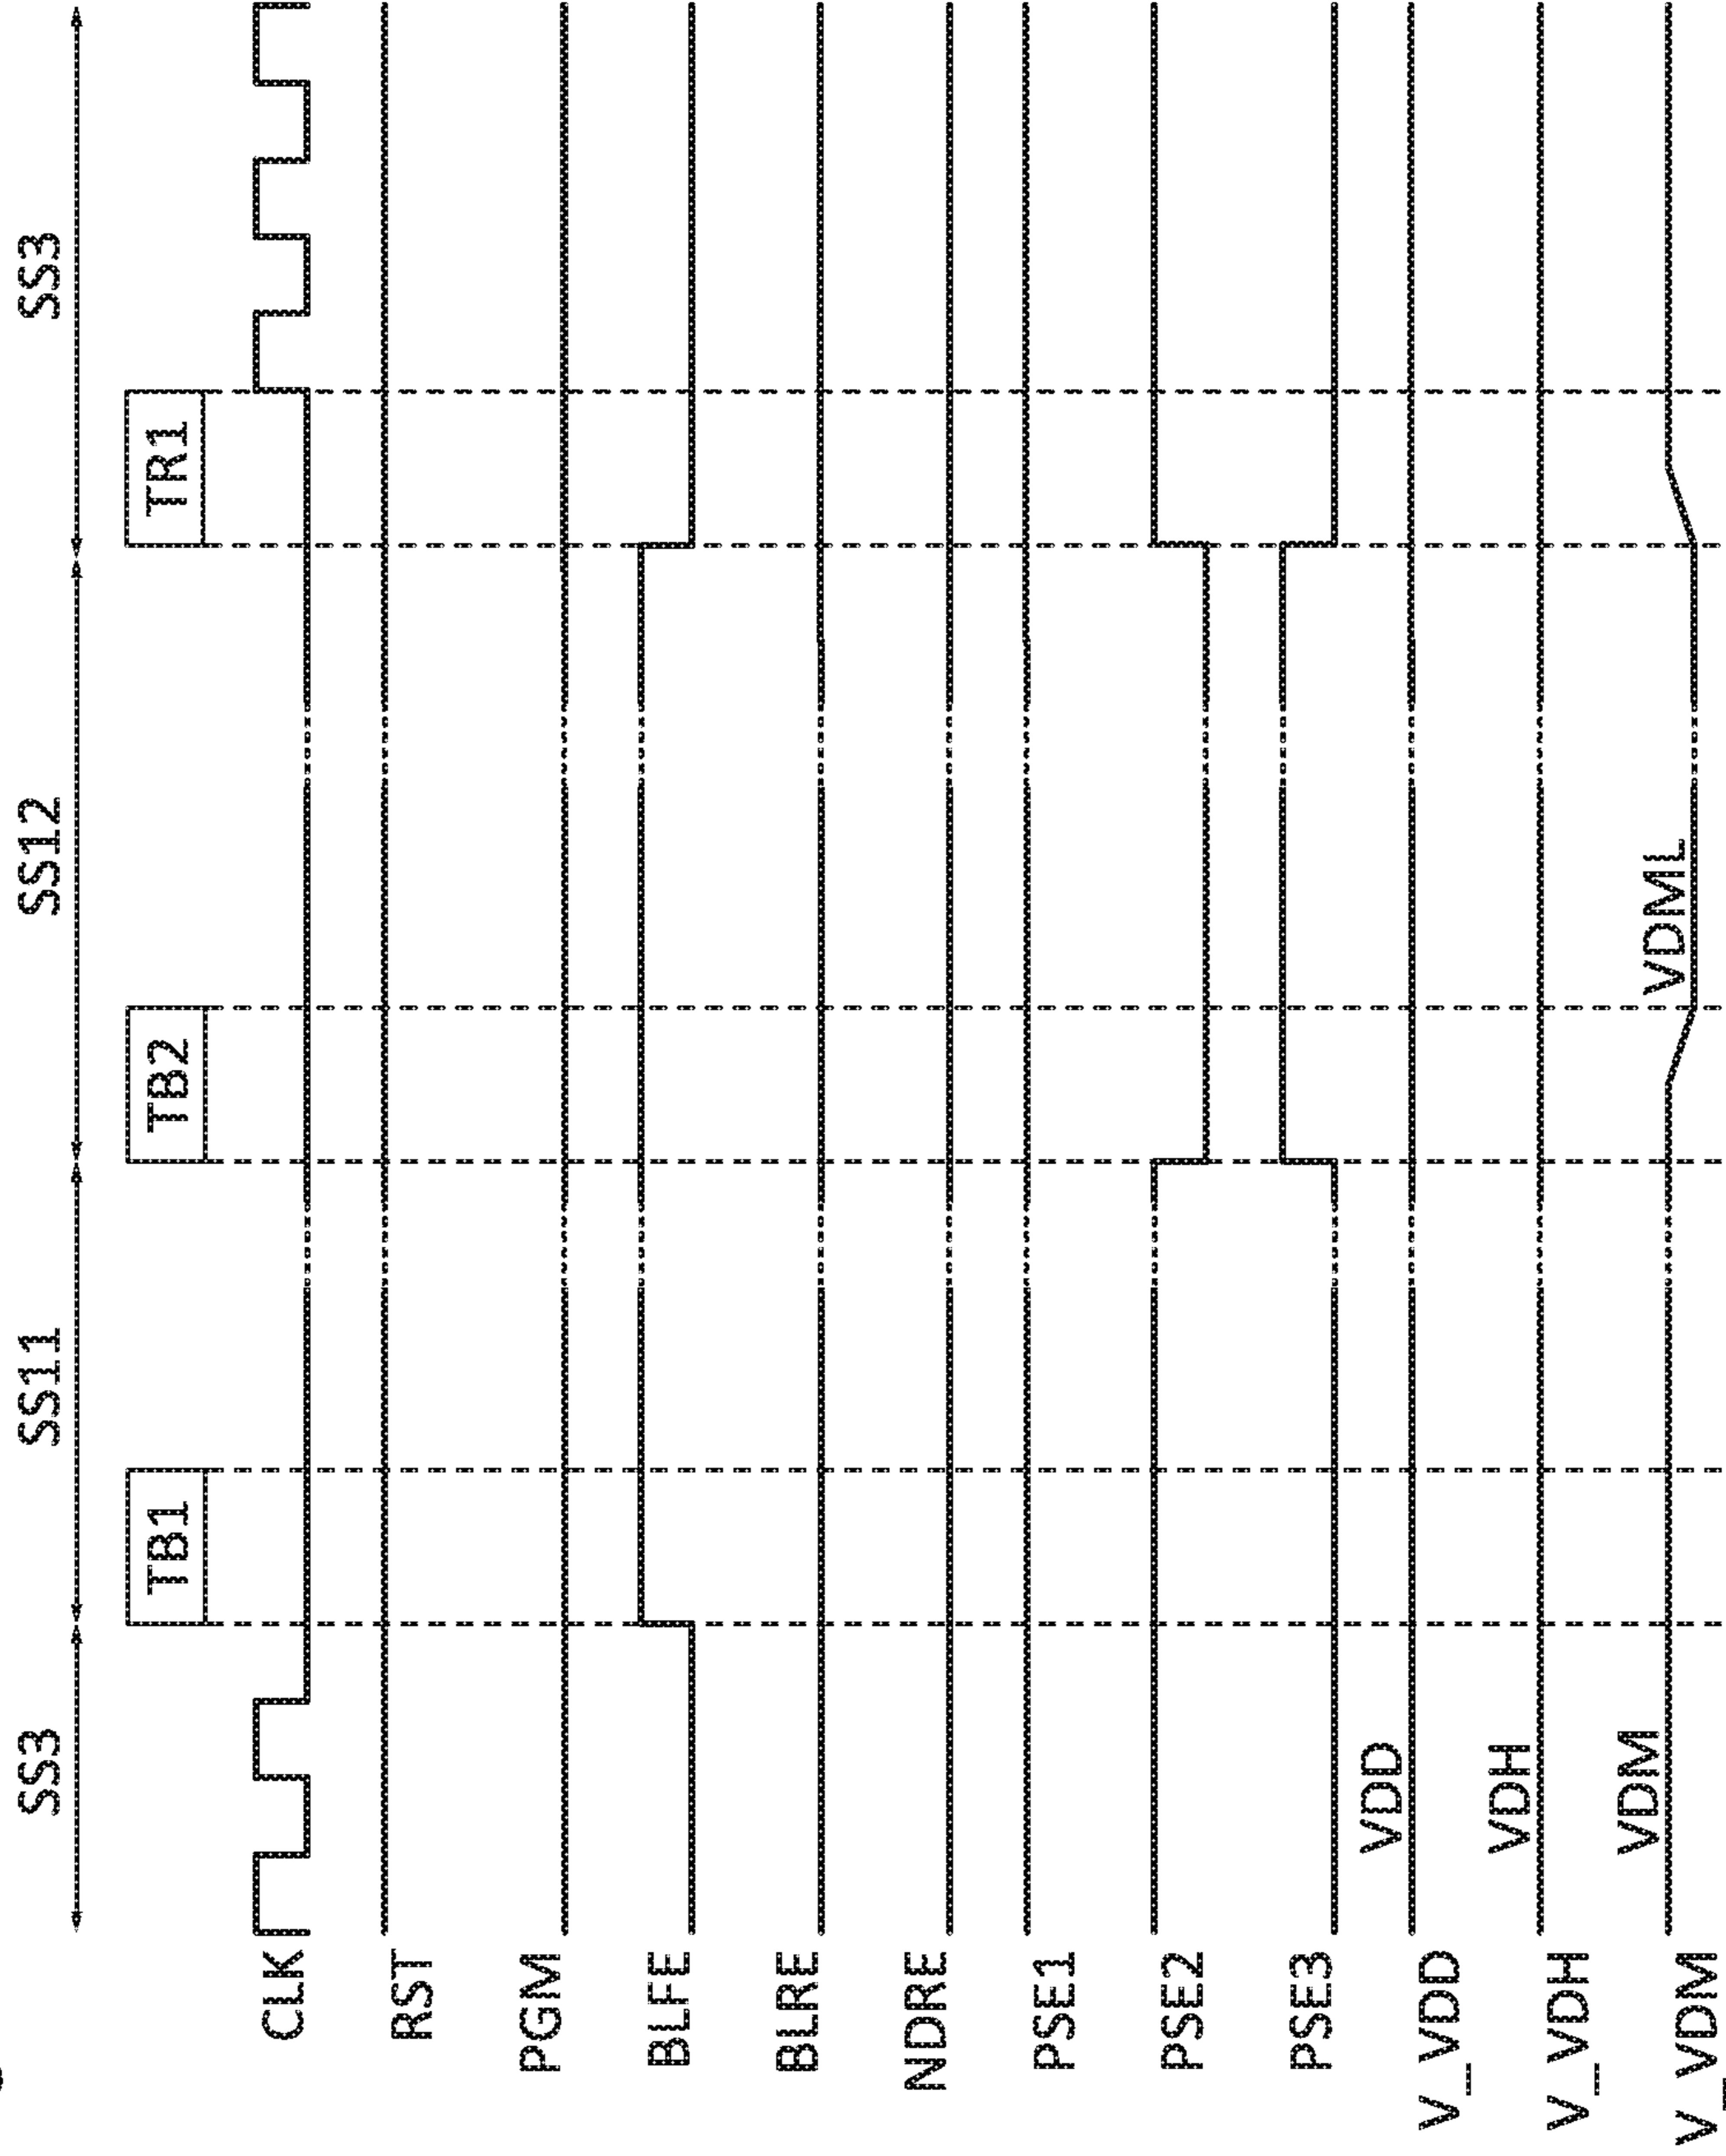 SS3
SS11
SS12
SS3
TB1
TB2
TR1
CLK
RST
PGM
BLFE
BLRE
NDRE
PSE1
PSE2
PSE3
V_VDD
VDD
V_VDH
VDH
V_VDM
VDM
VDML